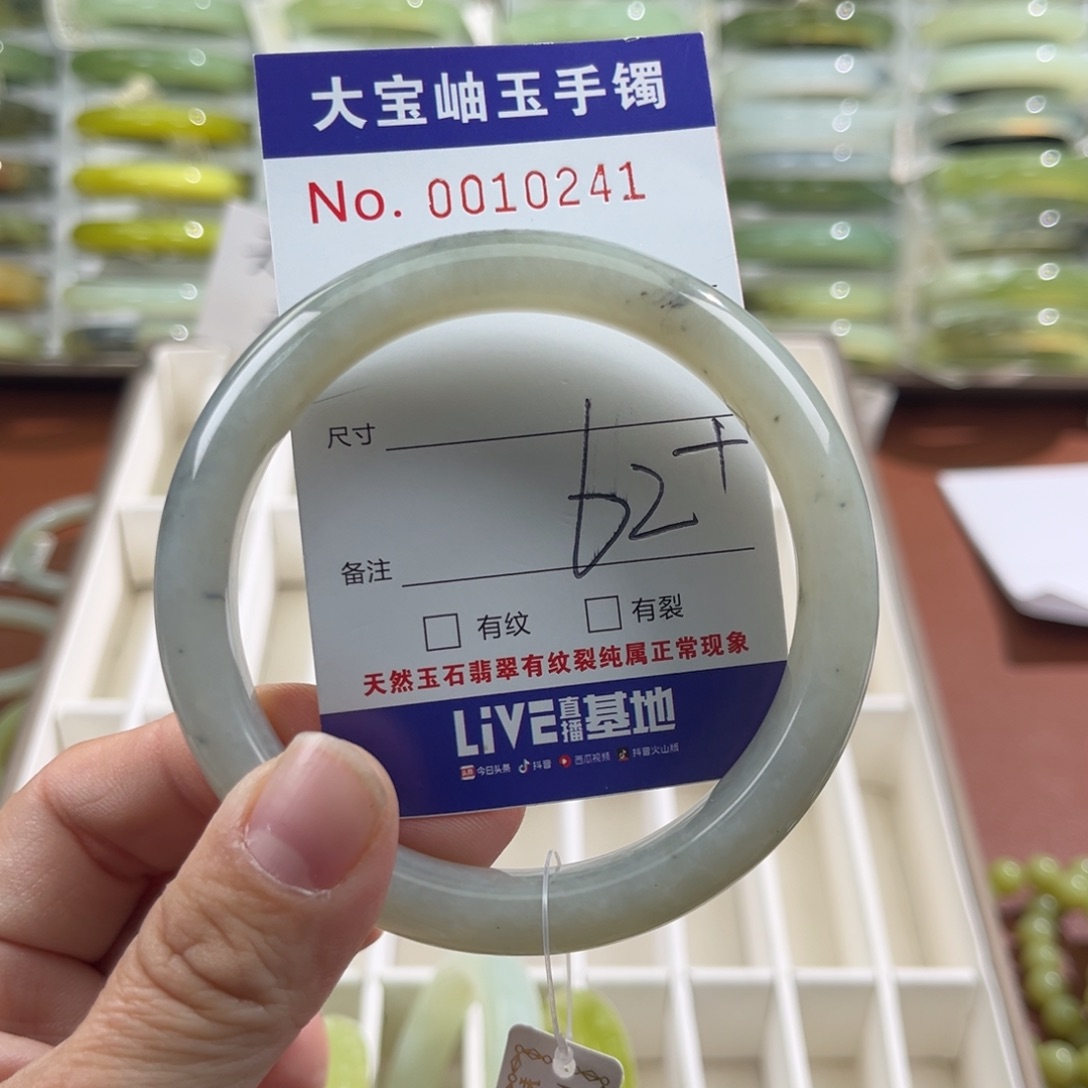 大宝岫玉手镯
No. 0010241
尺寸 62+
备注
□ 有纹 □ 有裂
天然玉石翡翠有纹裂纯属正常现象
LiVE直播基地
头条 今日头条 抖音 西瓜视频 抖音火山版